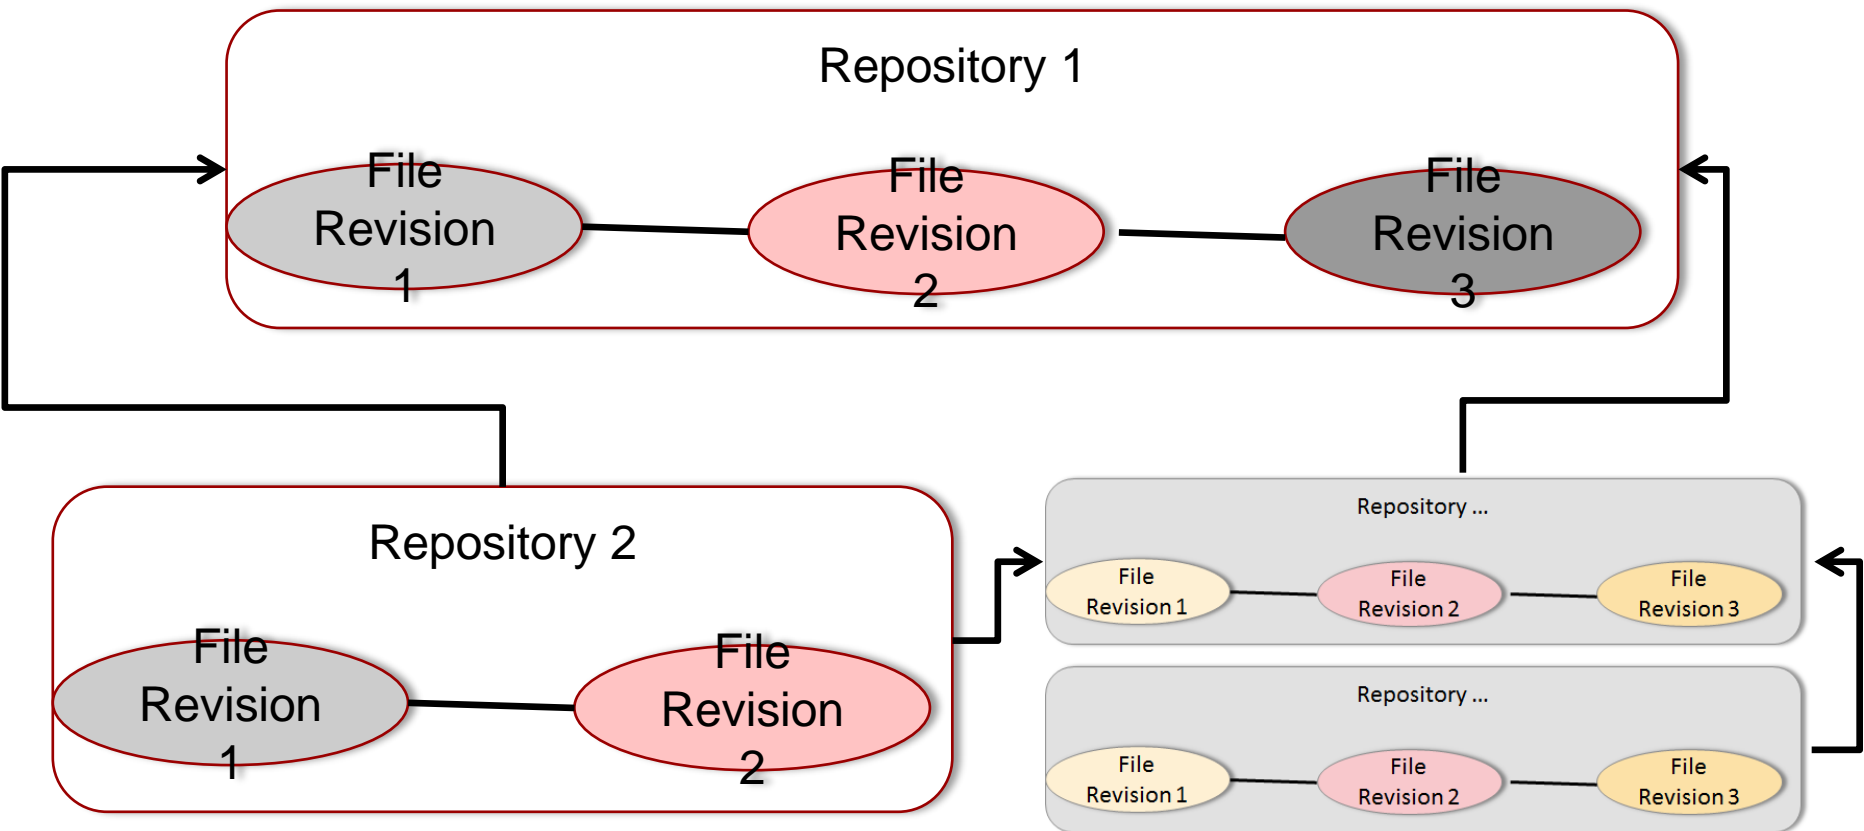 Repository 1
File
Revision
1
File
Revision
2
File
Revision
3
Repository 2
File
Revision
1
File
Revision
2
Repository ...
File
Revision 1
File
Revision 2
File
Revision 3
Repository ...
File
Revision 1
File
Revision 2
File
Revision 3